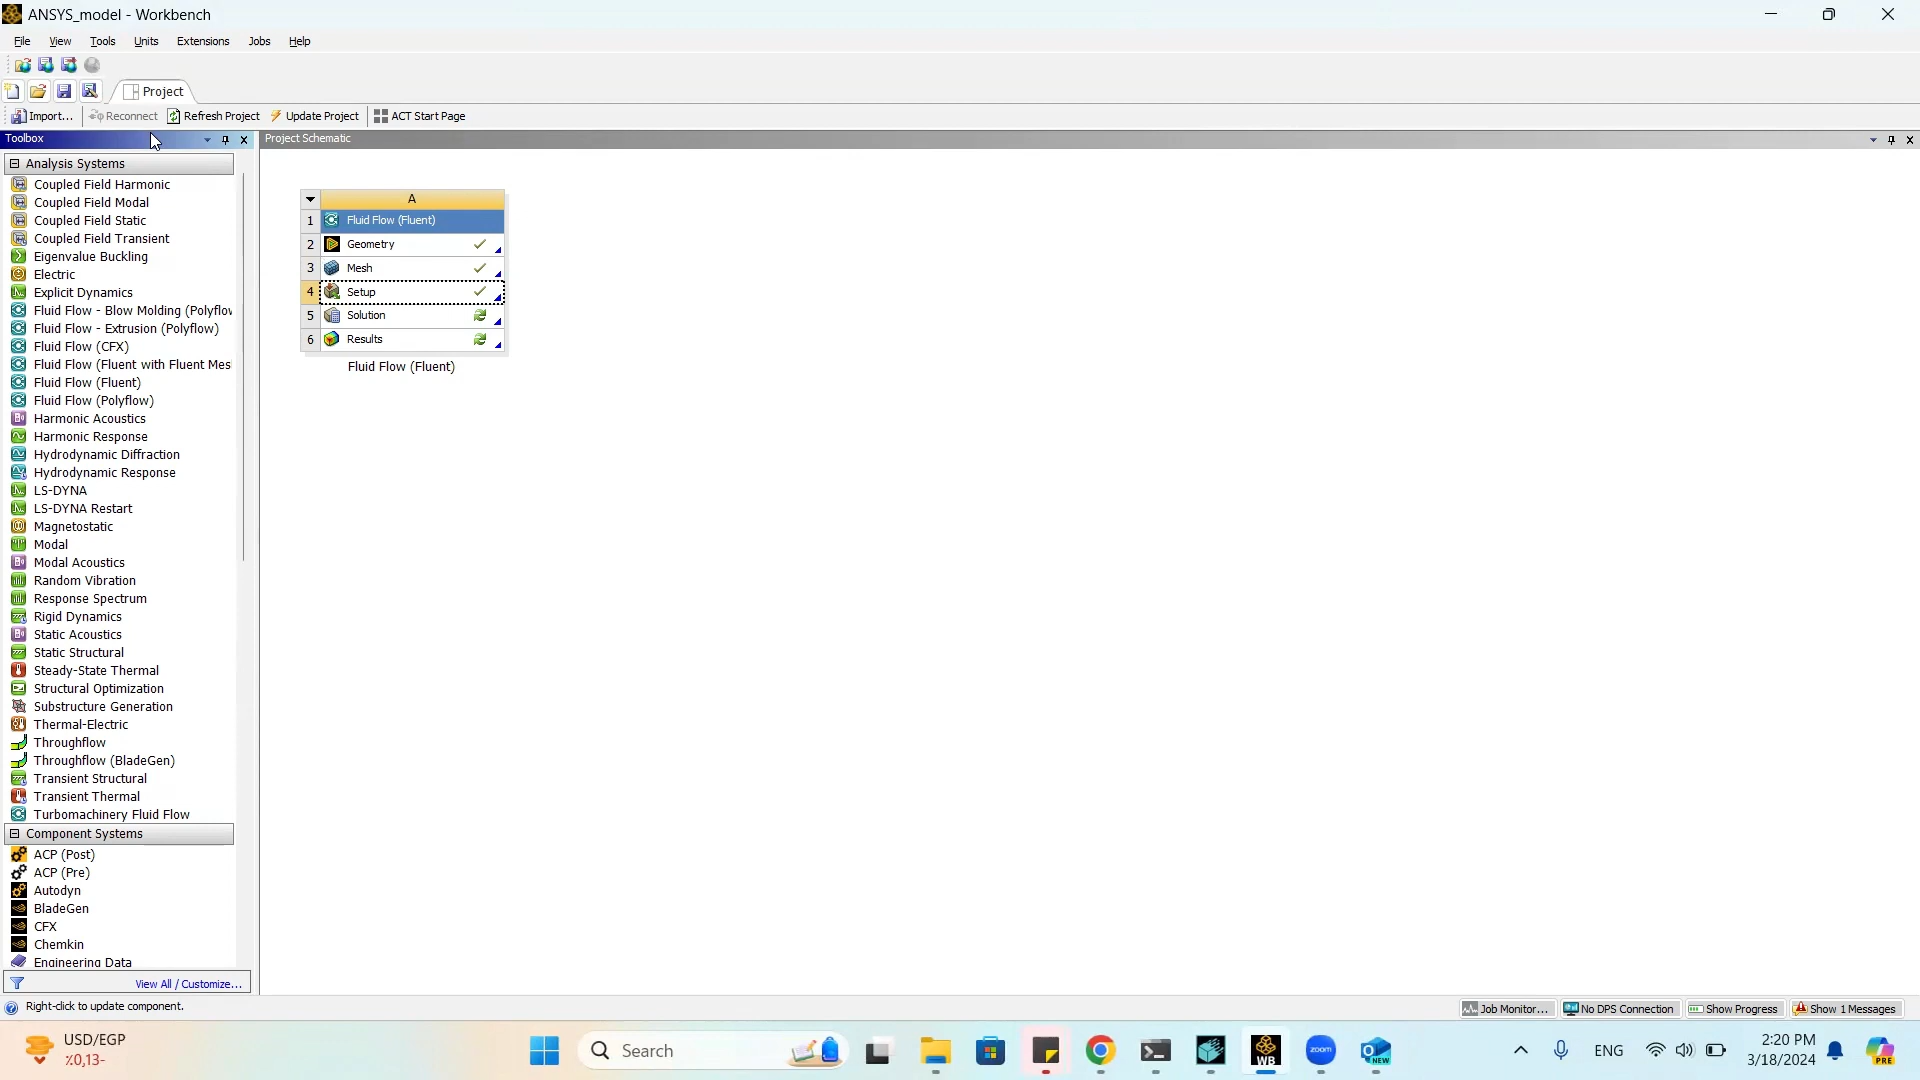 ANSYS_model - Workbench
File View Tools Units Extensions Jobs Help
Project
Import... Reconnect Refresh Project Update Project ACT Start Page
Toolbox
Project Schematic
Analysis Systems
Coupled Field Harmonic
Coupled Field Modal
Coupled Field Static
Coupled Field Transient
Eigenvalue Buckling
Electric
Explicit Dynamics
Fluid Flow - Blow Molding (Polyflow
Fluid Flow - Extrusion (Polyflow)
Fluid Flow (CFX)
Fluid Flow (Fluent with Fluent Mes
Fluid Flow (Fluent)
Fluid Flow (Polyflow)
Harmonic Acoustics
Harmonic Response
Hydrodynamic Diffraction
Hydrodynamic Response
LS-DYNA
LS-DYNA Restart
Magnetostatic
Modal
Modal Acoustics
Random Vibration
Response Spectrum
Rigid Dynamics
Static Acoustics
Static Structural
Steady-State Thermal
Structural Optimization
Substructure Generation
Thermal-Electric
Throughflow
Throughflow (BladeGen)
Transient Structural
Transient Thermal
Turbomachinery Fluid Flow
Component Systems
ACP (Post)
ACP (Pre)
Autodyn
BladeGen
CFX
Chemkin
Engineering Data
View All / Customize...
A
1 Fluid Flow (Fluent)
2 Geometry
3 Mesh
4 Setup
5 Solution
6 Results
Fluid Flow (Fluent)
Right-click to update component.
Job Monitor... No DPS Connection Show Progress Show 1 Messages
USD/EGP
٪0,13-
Search
WB
zoom
NEW
ENG
2:20 PM
3/18/2024
PRE